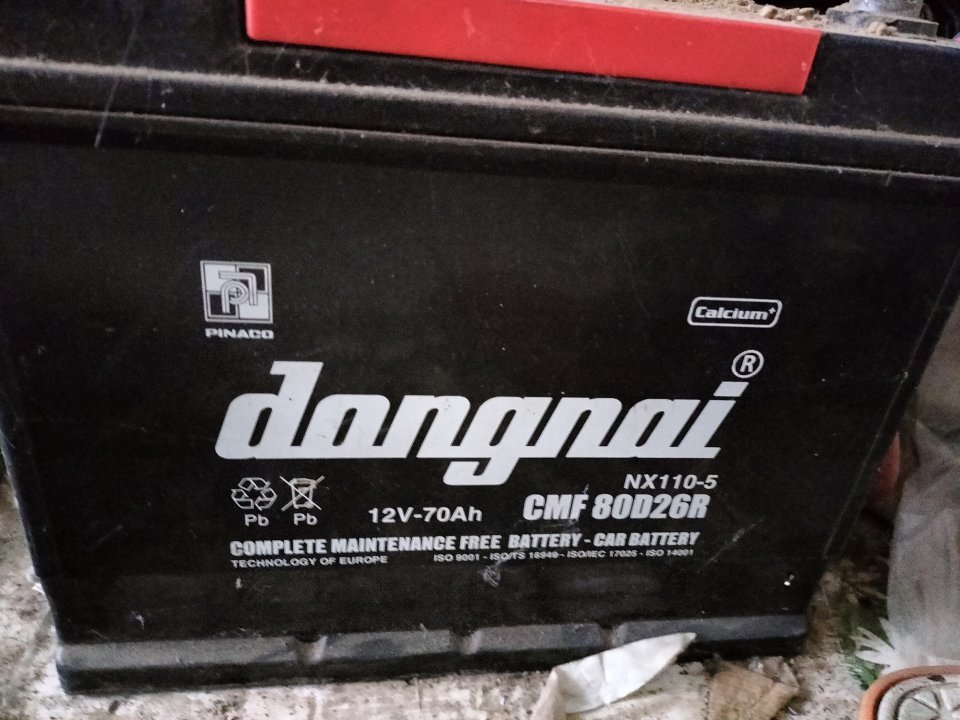 PINACO
Calcium+
dongnai®
NX110-5
Pb Pb
12V-70Ah
CMF 80D26R
COMPLETE MAINTENANCE FREE BATTERY - CAR BATTERY
TECHNOLOGY OF EUROPE
ISO 9001 - ISO/TS 16949 - ISO/IEC 17025 - ISO 14001